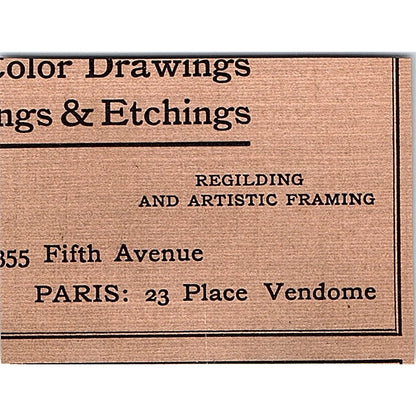 Color Drawings
ngs & Etchings
REGILDING
AND ARTISTIC FRAMING
355 Fifth Avenue
PARIS: 23 Place Vendome